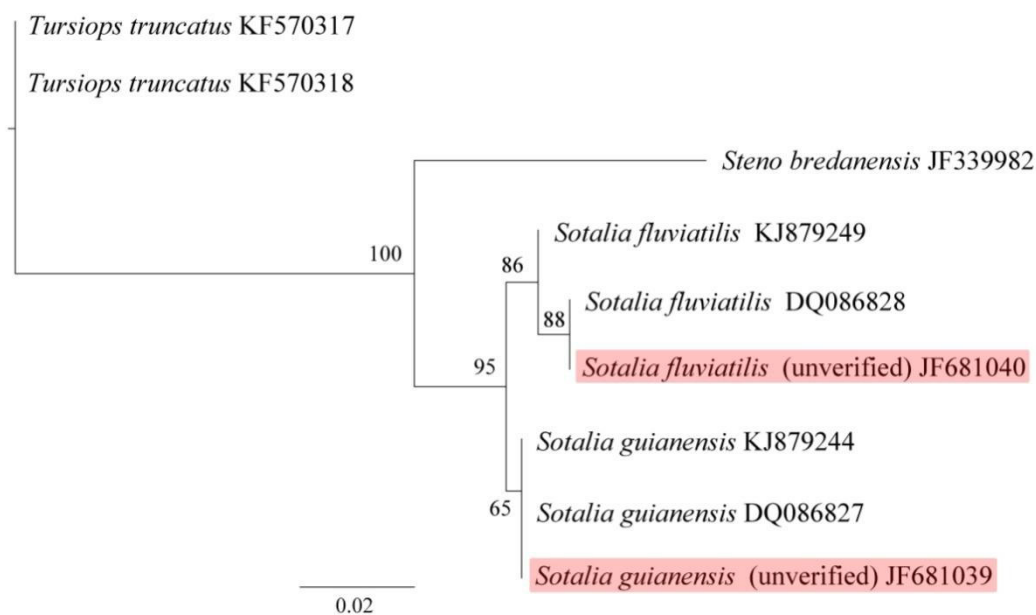 Tursiops truncatus KF570317
Tursiops truncatus KF570318
Steno bredanensis JF339982
Sotalia fluviatilis KJ879249
100
86
Sotalia fluviatilis DQ086828
88
Sotalia fluviatilis (unverified) JF681040
95
Sotalia guianensis KJ879244
65
Sotalia guianensis DQ086827
Sotalia guianensis (unverified) JF681039
0.02